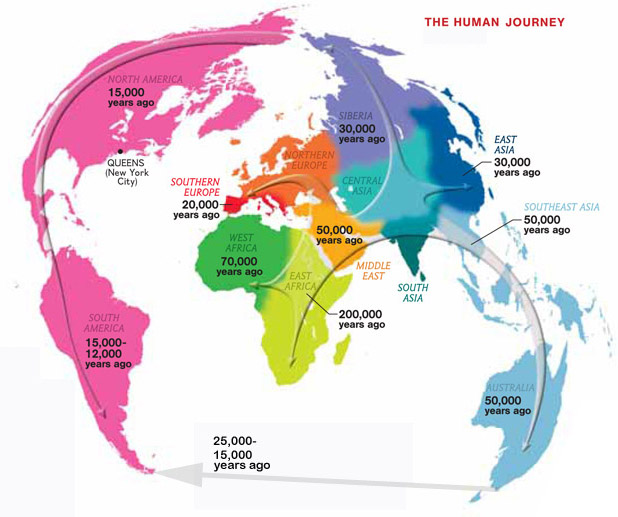 THE HUMAN JOURNEY
NORTH AMERICA
15,000
years ago
QUEENS
(New York
City)
SIBERIA
30,000
years ago
EAST
ASIA
30,000
years ago
NORTHERN
EUROPE
CENTRAL
ASIA
SOUTHERN
EUROPE
20,000
years ago
SOUTHEAST ASIA
50,000
years ago
50,000
years ago
MIDDLE
EAST
WEST
AFRICA
70,000
years ago
EAST
AFRICA
200,000
years ago
SOUTH
ASIA
SOUTH
AMERICA
15,000-
12,000
years ago
AUSTRALIA
50,000
years ago
25,000-
15,000
years ago